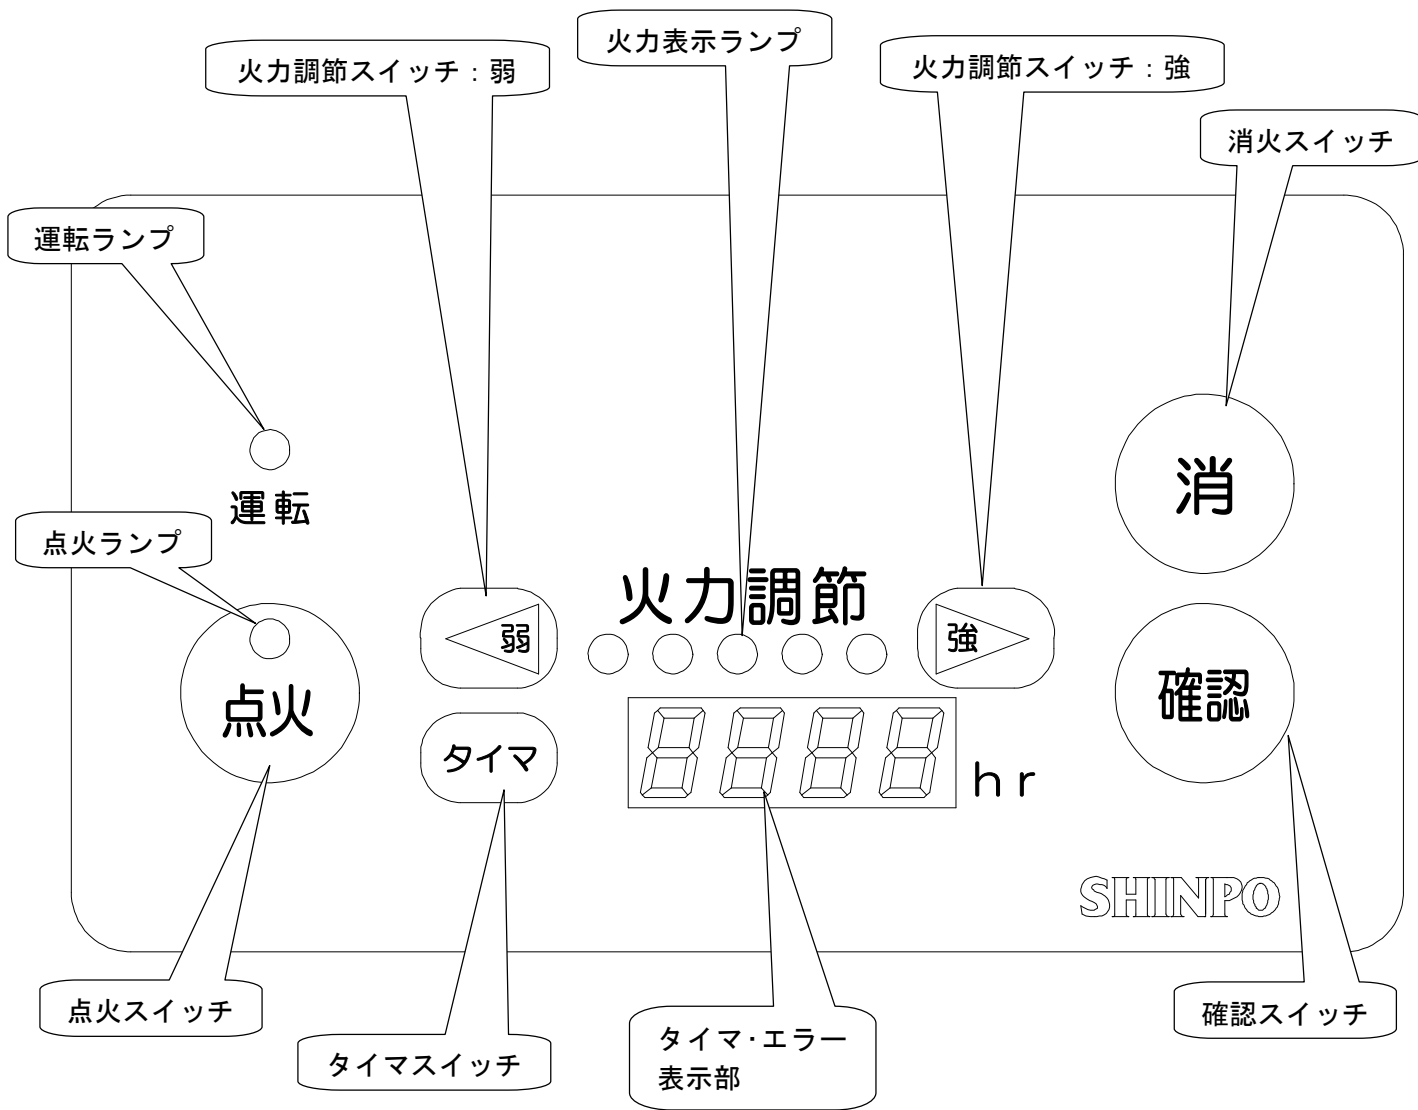 火力表示ランプ
火力調節スイッチ：弱
火力調節スイッチ：強
消火スイッチ
運転ランプ
運転
消
点火ランプ
火力調節
弱
強
点火
確認
タイマ
8888
hr
SHINPO
点火スイッチ
タイマスイッチ
タイマ・エラー
表示部
確認スイッチ